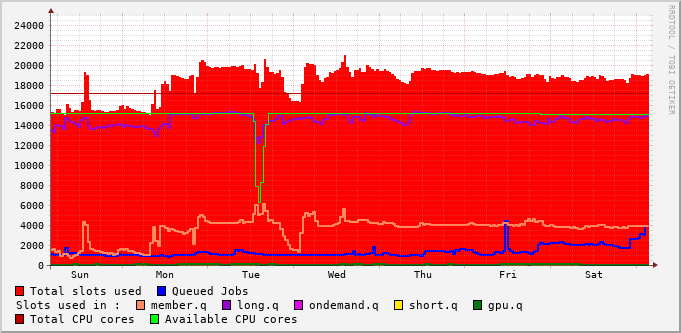 24000
22000
20000
18000
16000
14000
12000
10000
8000
6000
4000
2000
0
Sun Mon Tue Wed Thu Fri Sat
RRDTOOL / TOBI OETIKER
Total slots used Queued Jobs
Slots used in : member.q long.q ondemand.q short.q gpu.q
Total CPU cores Available CPU cores